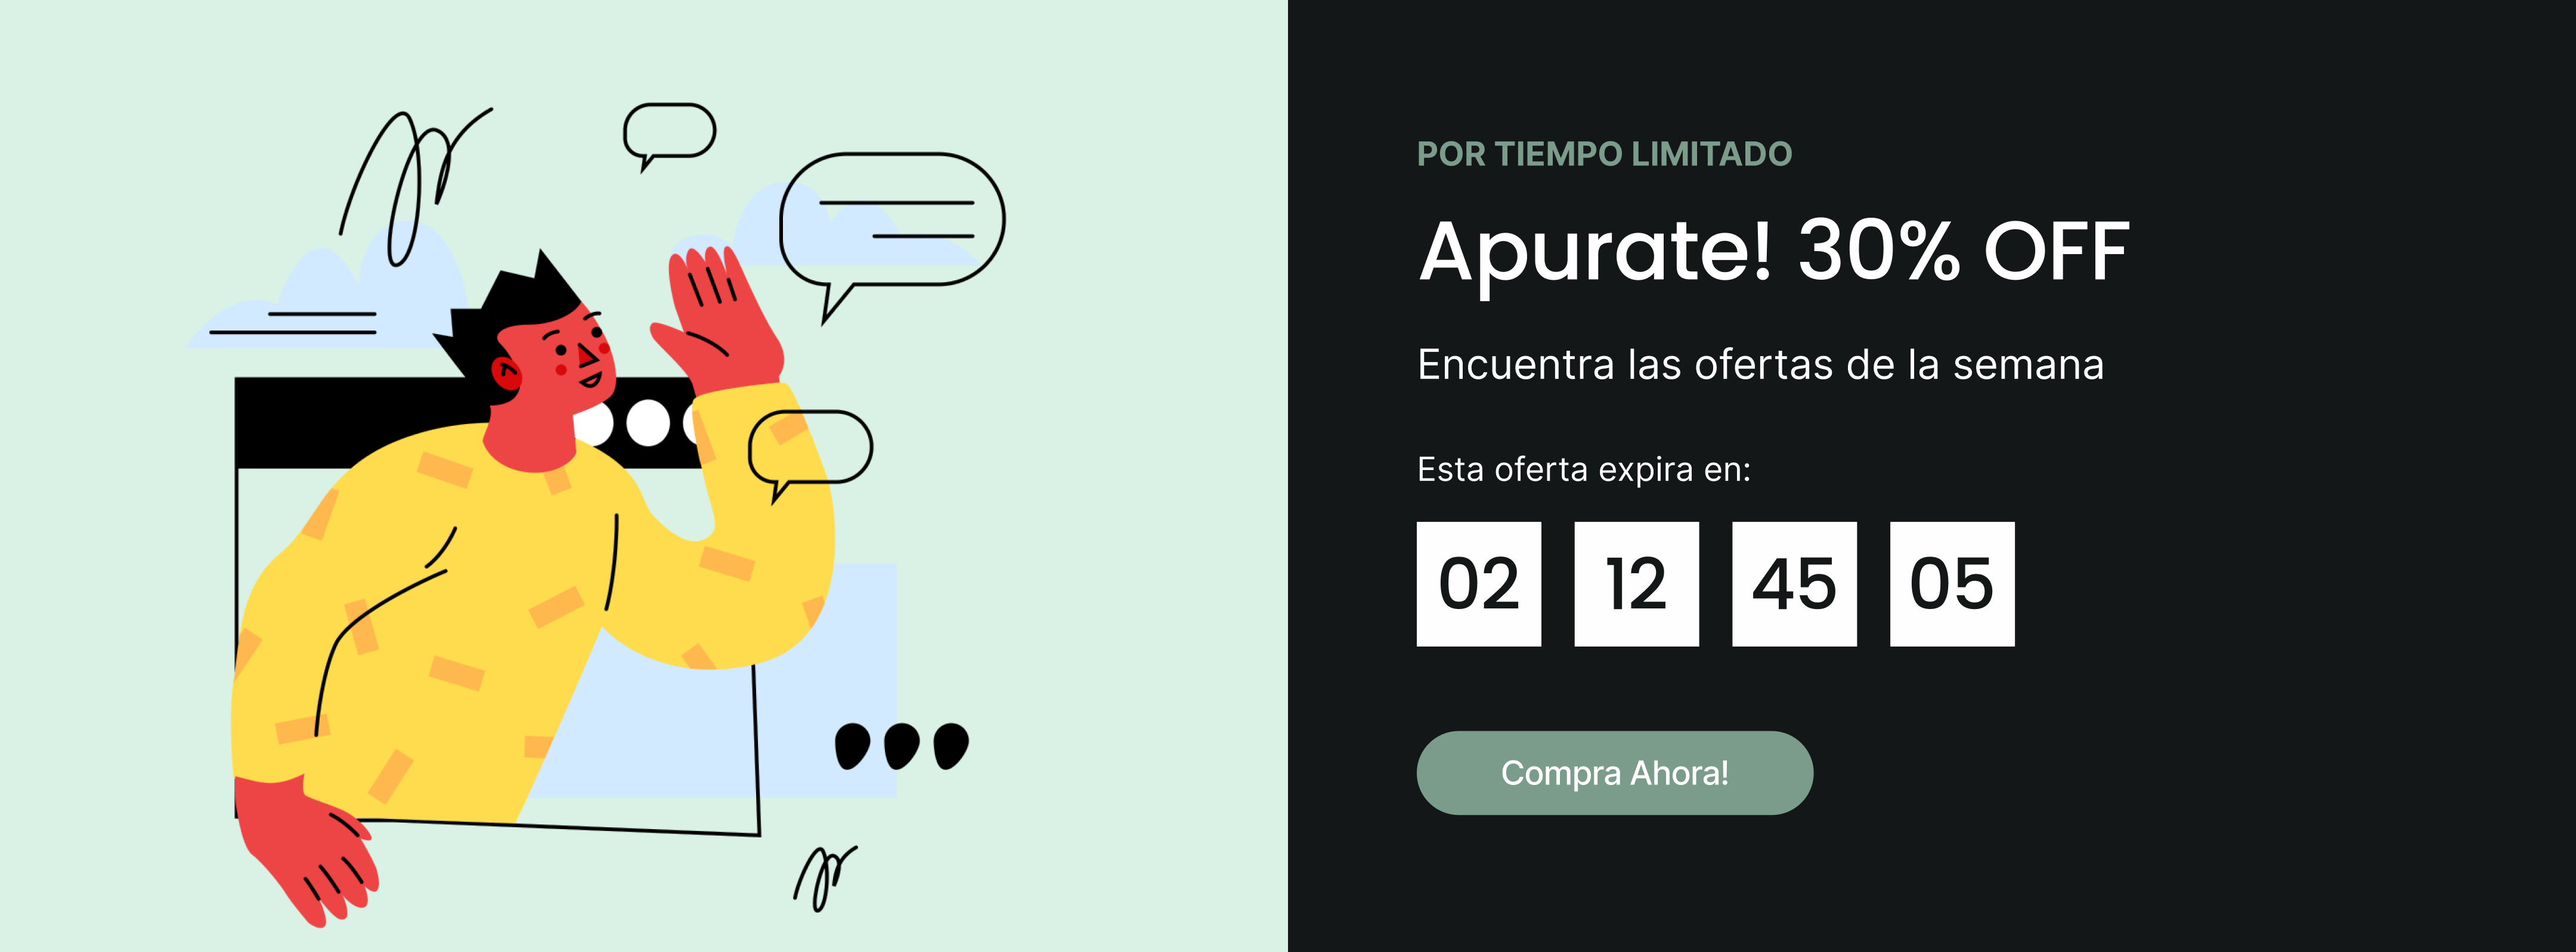 POR TIEMPO LIMITADO
Apurate! 30% OFF
Encuentra las ofertas de la semana
Esta oferta expira en:
02 12 45 05
Compra Ahora!